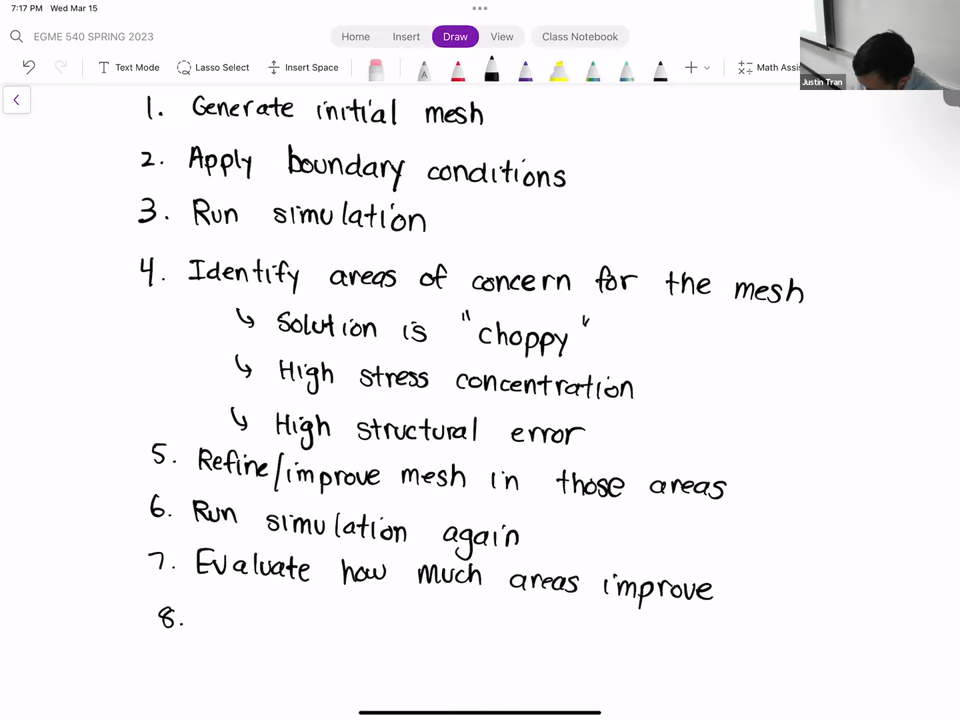 7:17 PM Wed Mar 15
EGME 540 SPRING 2023
Home Insert Draw View Class Notebook
Text Mode Lasso Select Insert Space Math Assis
Justin Tran
1. Generate initial mesh
2. Apply boundary conditions
3. Run simulation
4. Identify areas of concern for the mesh
↳ Solution is "choppy"
↳ High stress concentration
↳ High structural error
5. Refine/improve mesh in those areas
6. Run simulation again
7. Evaluate how much areas improve
8.